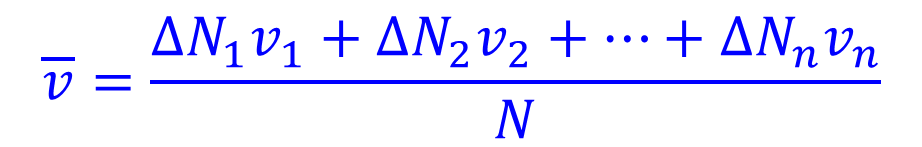 v̅ = (ΔN₁v₁ + ΔN₂v₂ + ⋯ + ΔNₙvₙ) / N